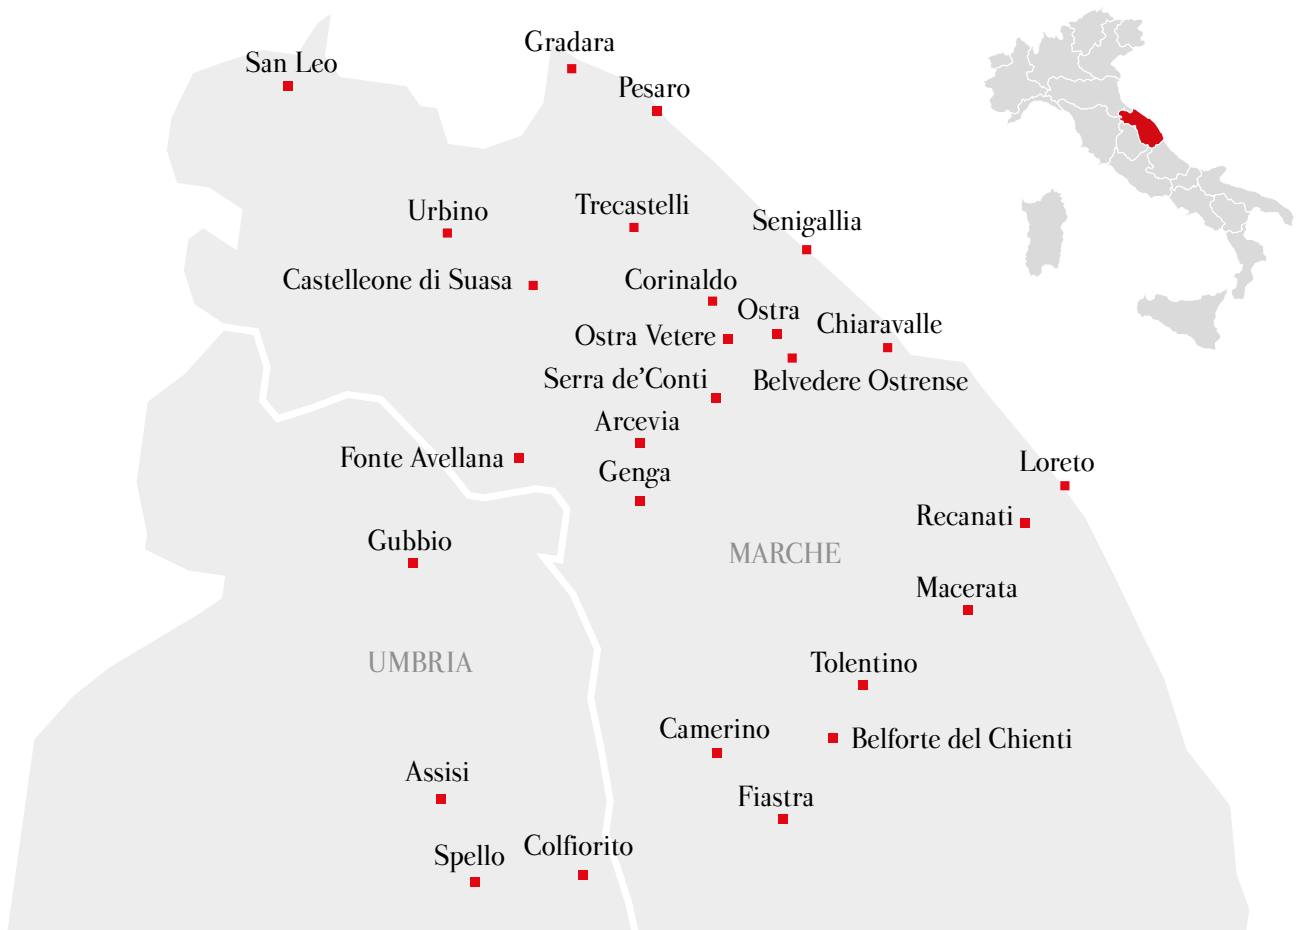 Gradara
San Leo
Pesaro
Urbino
Trecastelli
Senigallia
Castelleone di Suasa
Corinaldo
Ostra
Chiaravalle
Ostra Vetere
Serra de’Conti
Belvedere Ostrense
Arcevia
Fonte Avellana
Genga
Loreto
Recanati
Gubbio
MARCHE
Macerata
UMBRIA
Tolentino
Camerino
Belforte del Chienti
Assisi
Fiastra
Spello
Colfiorito